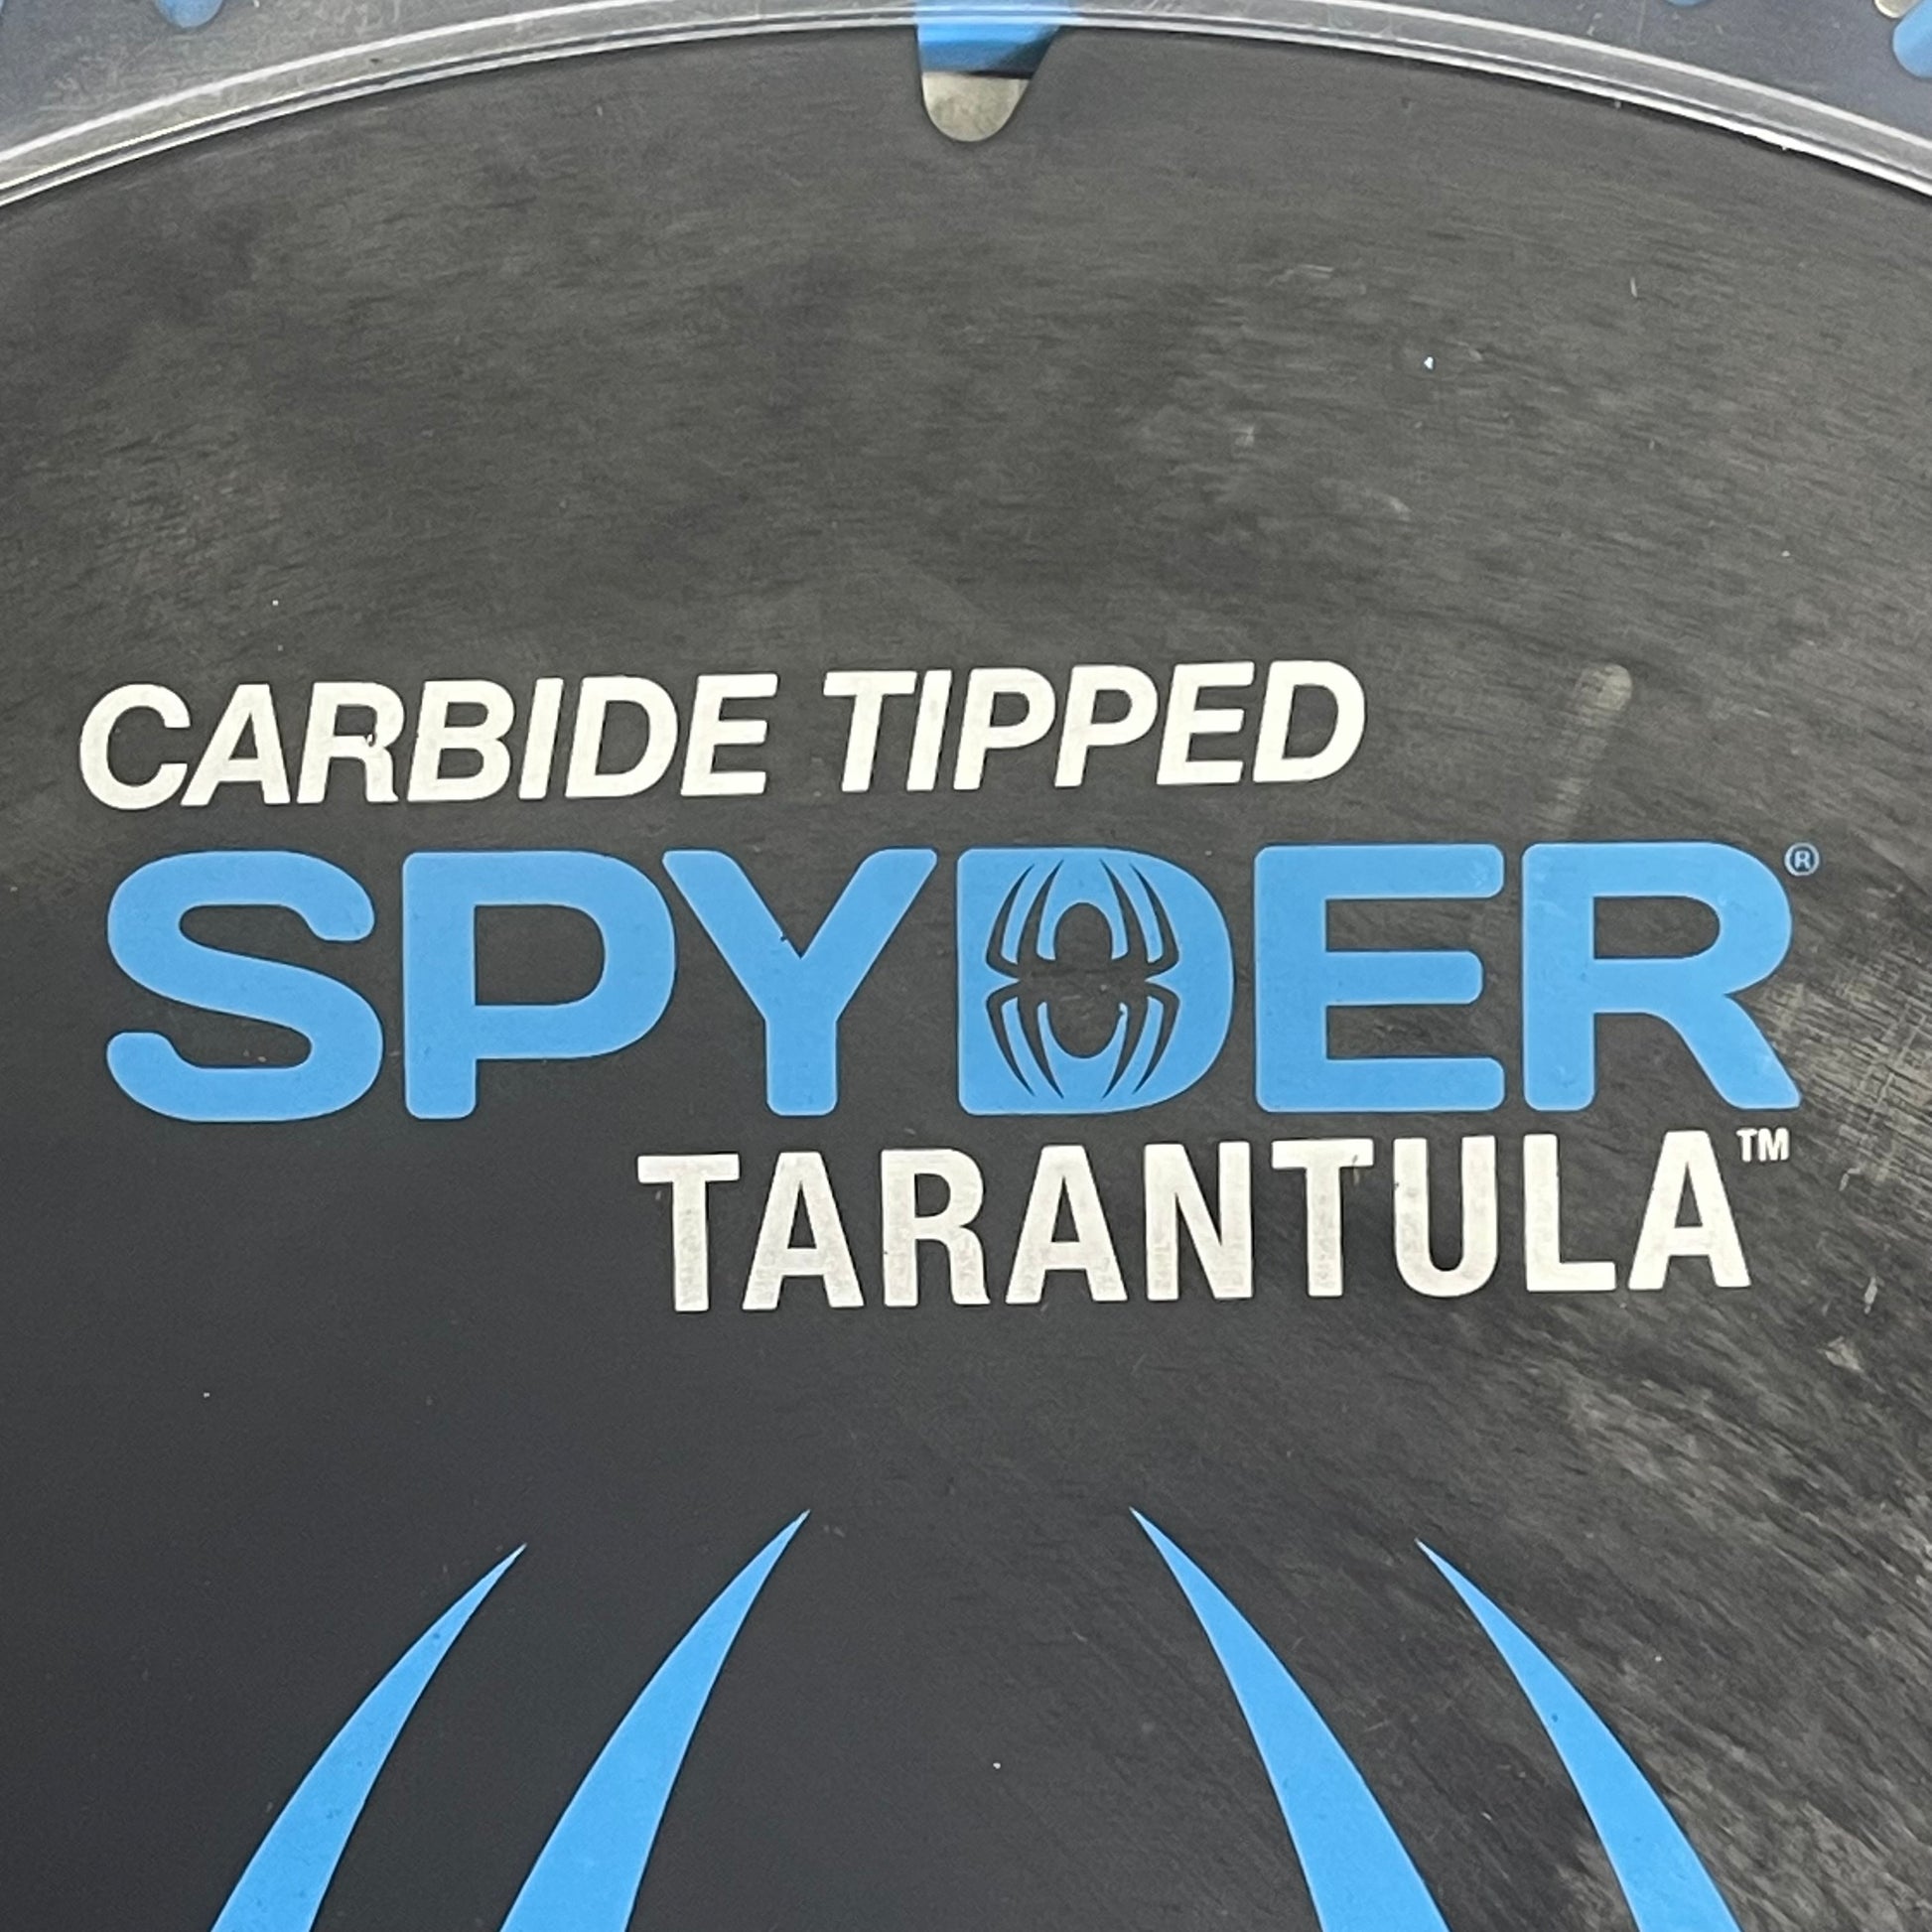 CARBIDE TIPPED
SPYDER®
TARANTULA™